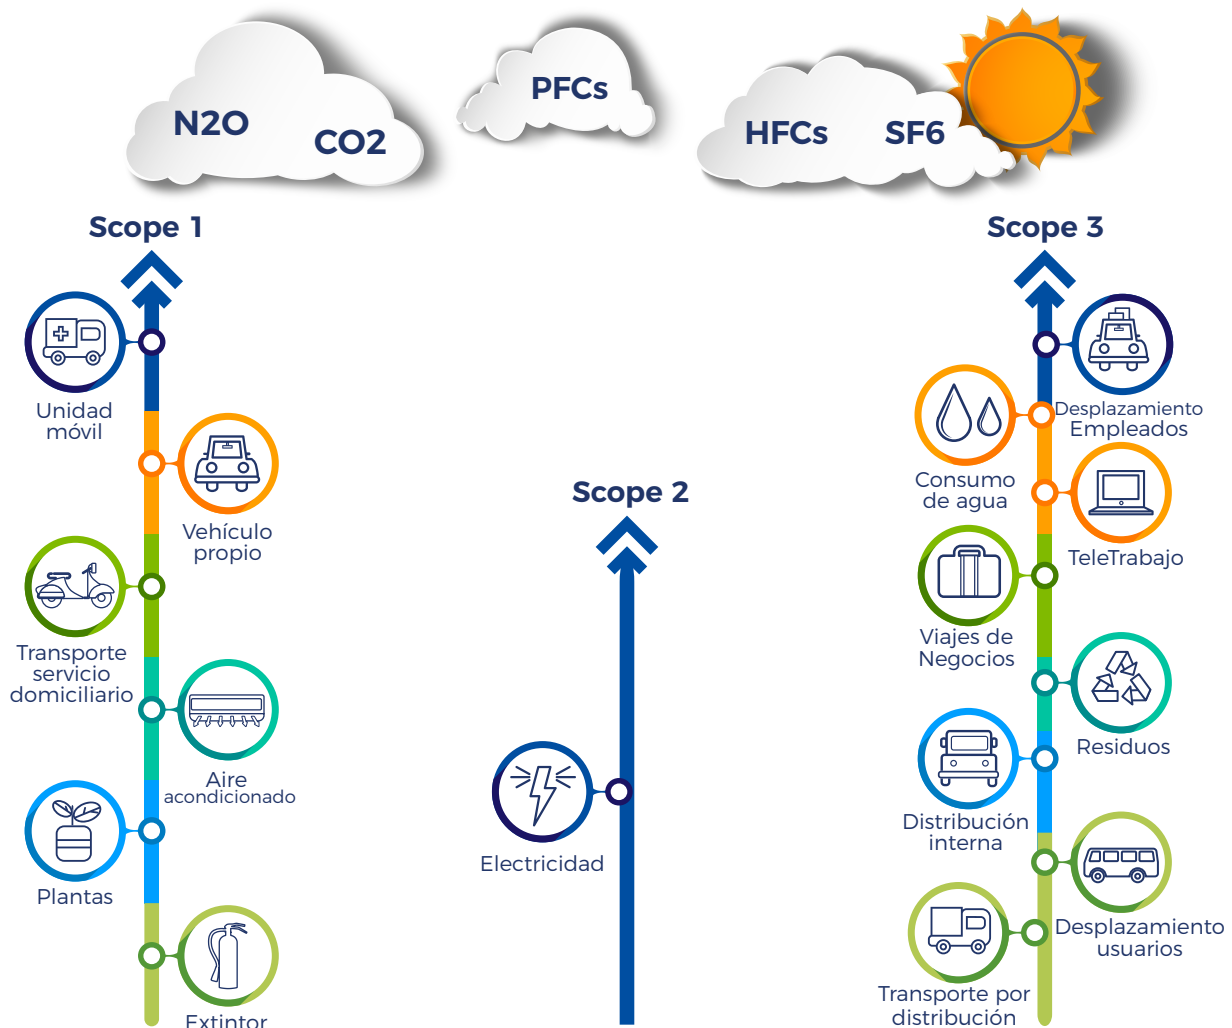 N2O
CO2
PFCs
HFCs
SF6
Scope 1
Unidad
móvil
Vehículo
propio
Transporte
servicio
domiciliario
Aire
acondicionado
Plantas
Extintor
Scope 2
Electricidad
Scope 3
Desplazamiento
Empleados
Consumo
de agua
TeleTrabajo
Viajes de
Negocios
Residuos
Distribución
interna
Desplazamiento
usuarios
Transporte por
distribución